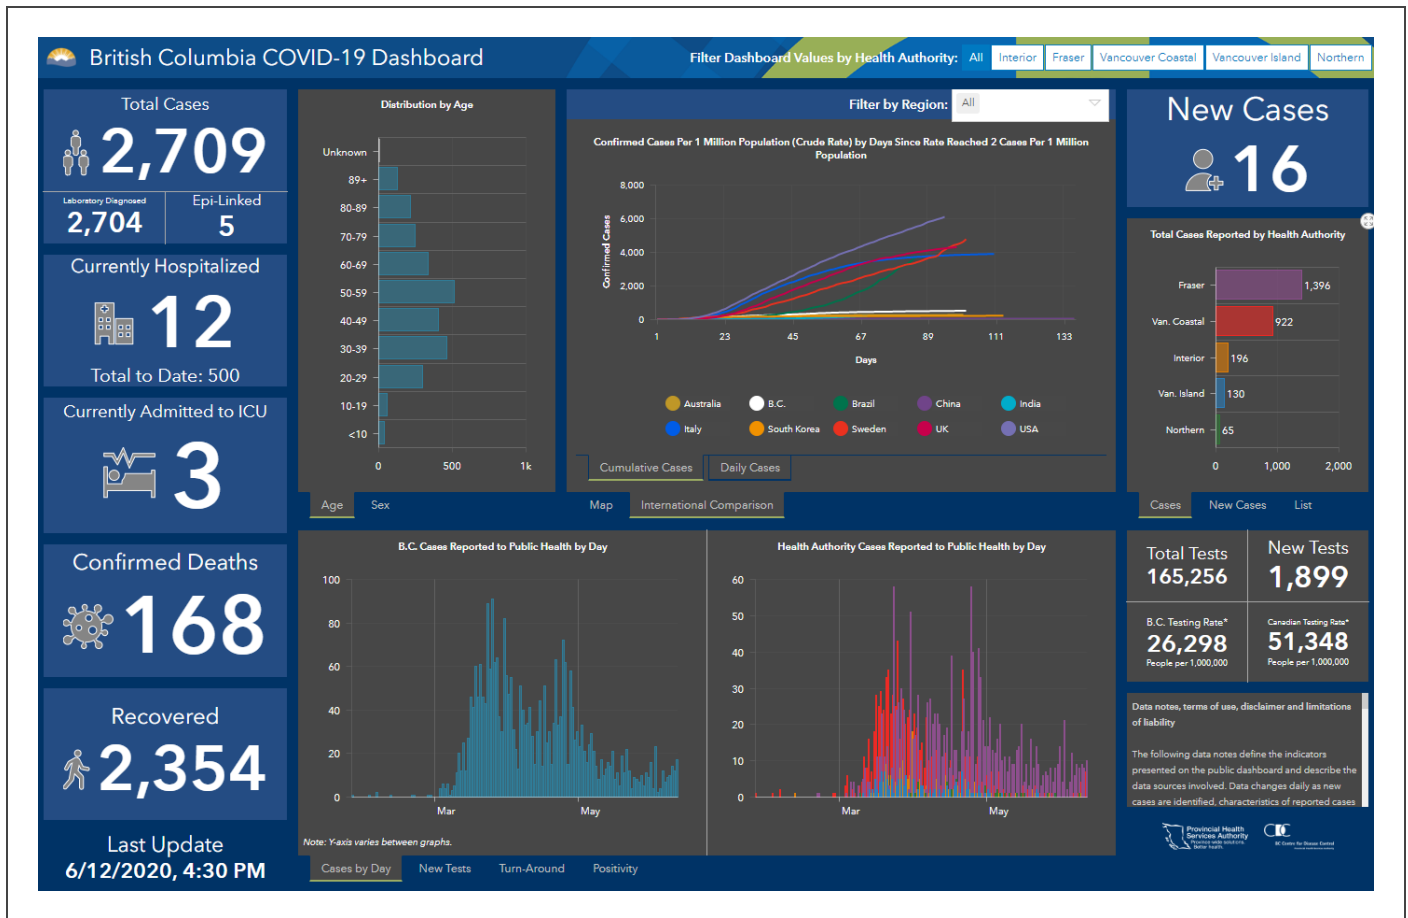 British Columbia COVID-19 Dashboard
Filter Dashboard Values by Health Authority:
All
Interior
Fraser
Vancouver Coastal
Vancouver Island
Northern
Total Cases
2,709
Laboratory Diagnosed
2,704
Epi-Linked
5
Currently Hospitalized
12
Total to Date: 500
Currently Admitted to ICU
3
Confirmed Deaths
168
Recovered
2,354
Last Update
6/12/2020, 4:30 PM
Distribution by Age
Unknown
89+
80-89
70-79
60-69
50-59
40-49
30-39
20-29
10-19
<10
0
500
1k
Age
Sex
Filter by Region:
All
Confirmed Cases Per 1 Million Population (Crude Rate) by Days Since Rate Reached 2 Cases Per 1 Million
Population
Confirmed Cases
8,000
6,000
4,000
2,000
0
1
23
45
67
89
111
133
Days
Australia
B.C.
Brazil
China
India
Italy
South Korea
Sweden
UK
USA
Cumulative Cases
Daily Cases
Map
International Comparison
New Cases
16
Total Cases Reported by Health Authority
Fraser
1,396
Van. Coastal
922
Interior
196
Van. Island
130
Northern
65
0
1,000
2,000
Cases
New Cases
List
B.C. Cases Reported to Public Health by Day
100
80
60
40
20
0
Mar
May
Note: Y-axis varies between graphs.
Health Authority Cases Reported to Public Health by Day
60
50
40
30
20
10
0
Mar
May
Cases by Day
New Tests
Turn-Around
Positivity
Total Tests
165,256
New Tests
1,899
B.C. Testing Rate*
26,298
People per 1,000,000
Canadian Testing Rate*
51,348
People per 1,000,000
Data notes, terms of use, disclaimer and limitations
of liability
The following data notes define the indicators
presented on the public dashboard and describe the
data sources involved. Data changes daily as new
cases are identified, characteristics of reported cases
Provincial Health
Services Authority
Province-wide solutions.
Better health.
BC Centre for Disease Control